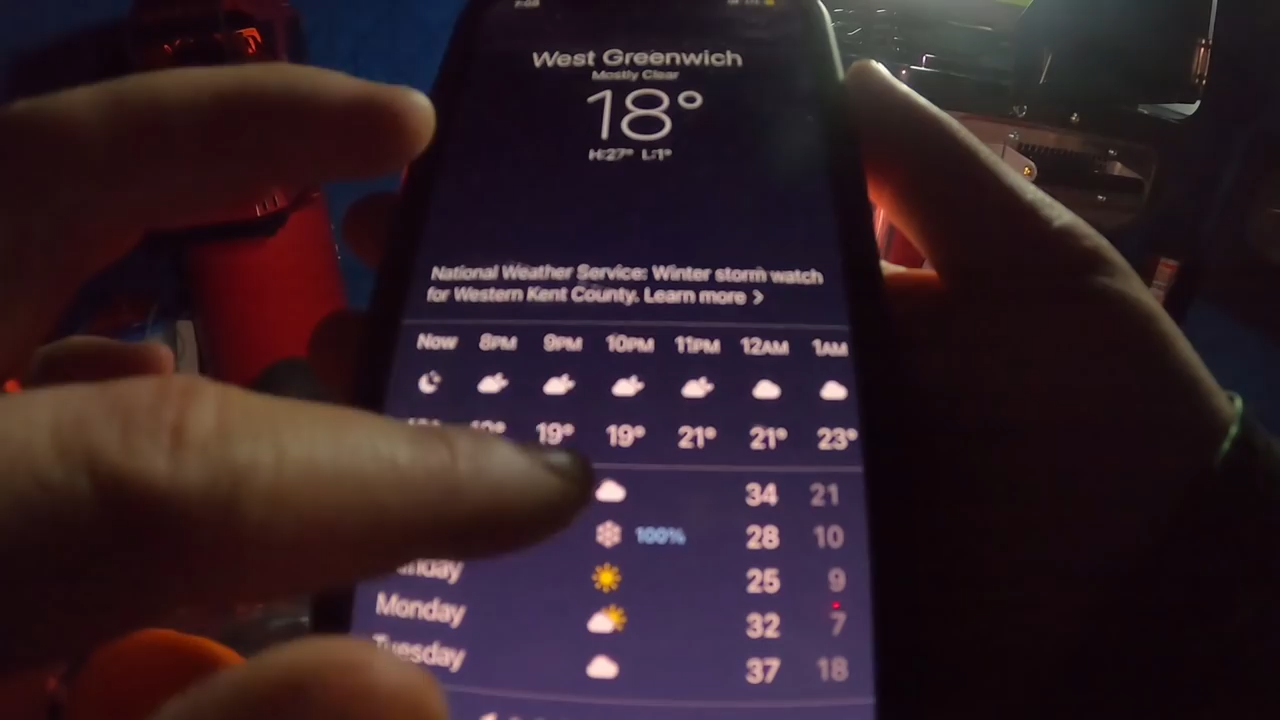 West Greenwich
Mostly Clear
18°
H:27° L:1°
National Weather Service: Winter storm watch
for Western Kent County. Learn more >
Now 8PM 9PM 10PM 11PM 12AM 1AM
19° 19° 21° 21° 23°
34 21
100% 28 10
25 9
Monday 32 7
Tuesday 37 18